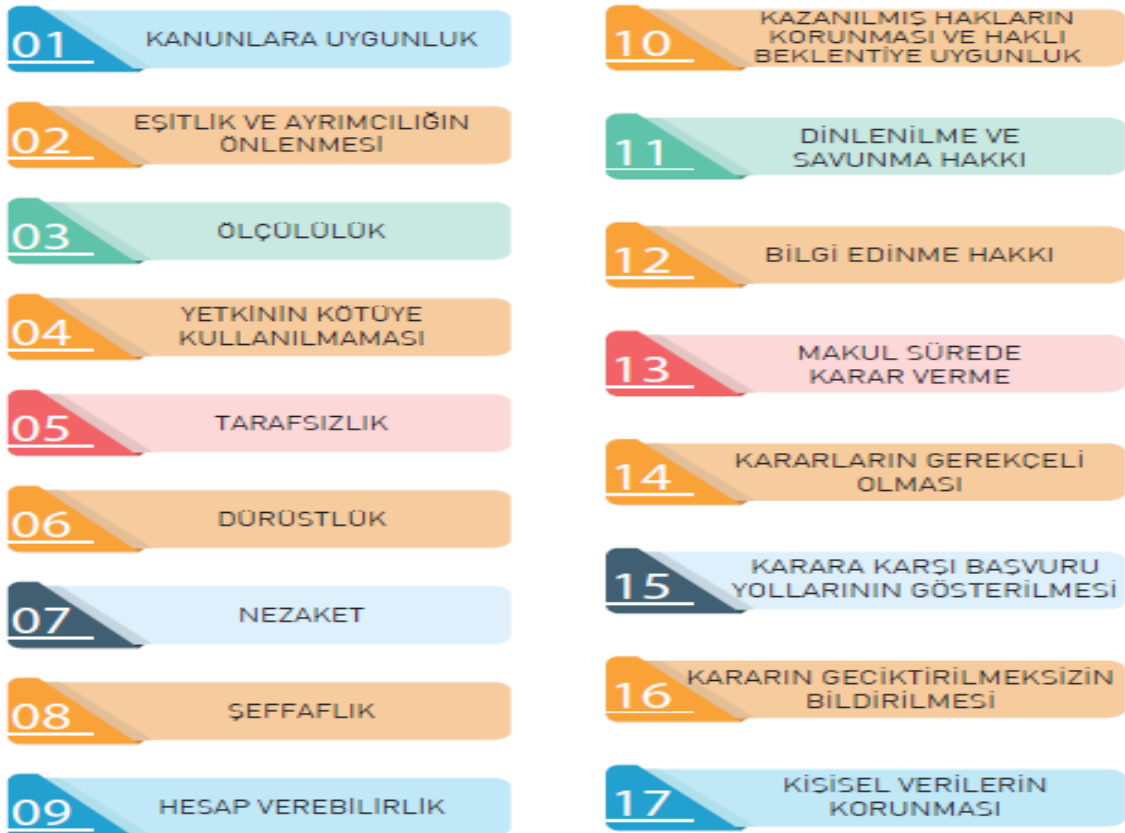 01
KANUNLARA UYGUNLUK
02
EŞİTLİK VE AYRIMCILIĞIN
ÖNLENMESİ
03
ÖLÇÜLÜLÜK
04
YETKİNİN KÖTÜYE
KULLANILMAMASI
05
TARAFSIZLIK
06
DÜRÜSTLÜK
07
NEZAKET
08
ŞEFFAFLIK
09
HESAP VEREBİLİRLİK
10
KAZANILMIŞ HAKLARIN
KORUNMASI VE HAKLI
BEKLENTİYE UYGUNLUK
11
DİNLENİLME VE
SAVUNMA HAKKI
12
BİLGİ EDİNME HAKKI
13
MAKUL SÜREDE
KARAR VERME
14
KARARLARIN GEREKÇELİ
OLMASI
15
KARARA KARŞI BAŞVURU
YOLLARININ GÖSTERİLMESİ
16
KARARIN GECİKTİRİLMEKSİZİN
BİLDİRİLMESİ
17
KİŞİSEL VERİLERİN
KORUNMASI